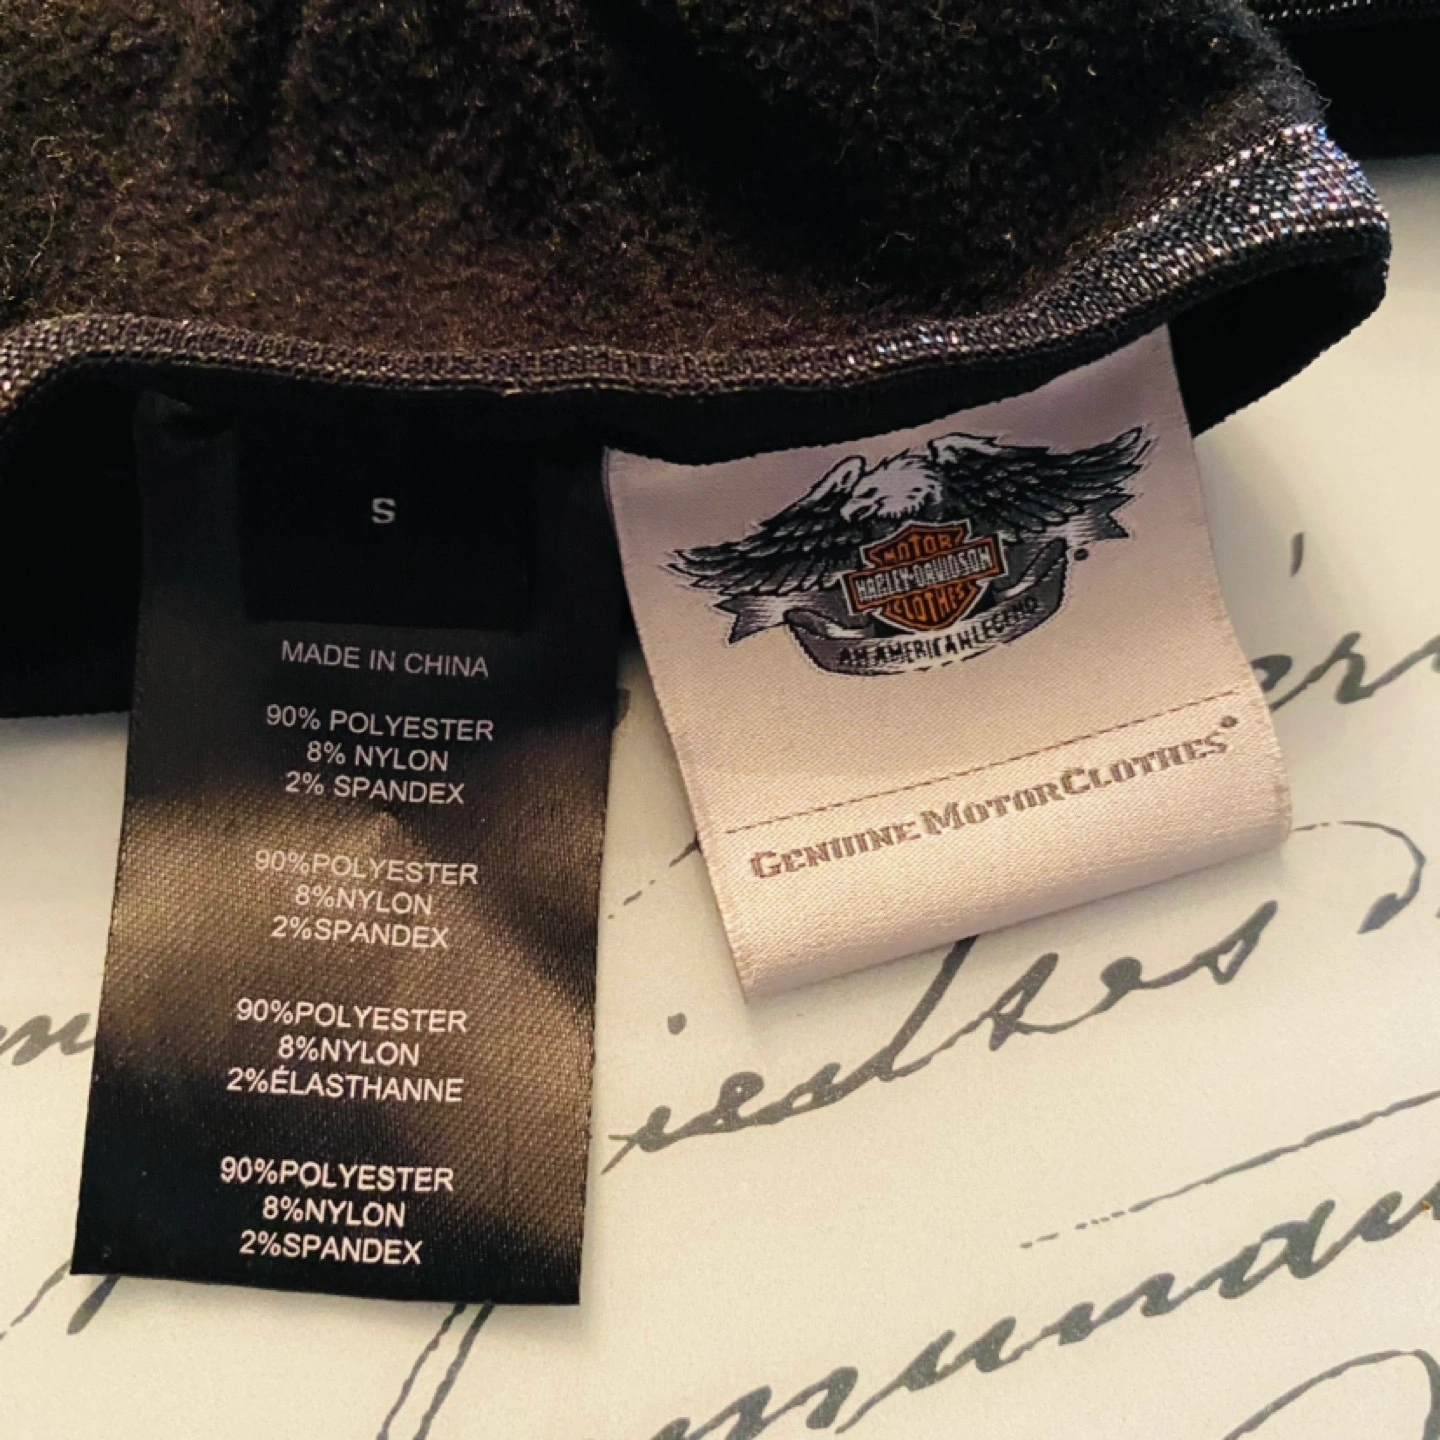 S
MADE IN CHINA
90% POLYESTER
8% NYLON
2% SPANDEX
90%POLYESTER
8%NYLON
2%SPANDEX
90%POLYESTER
8%NYLON
2%ÉLASTHANNE
90%POLYESTER
8%NYLON
2%SPANDEX
MOTOR
HARLEY-DAVIDSON
CLOTHES
AN AMERICAN LEGEND
®
GENUINE MOTORCLOTHES®